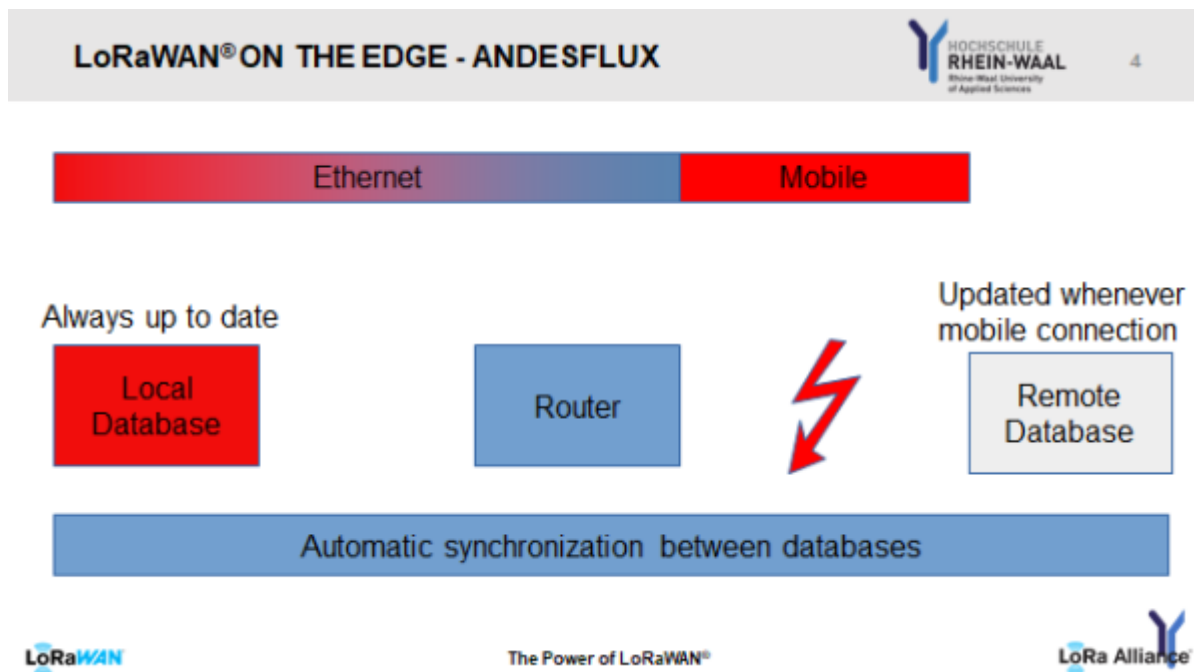 LoRaWAN® ON THE EDGE - ANDESFLUX
HOCHSCHULE
RHEIN-WAAL
Rhine-Waal University
of Applied Sciences
4
Ethernet
Mobile
Always up to date
Updated whenever
mobile connection
Local
Database
Router
Remote
Database
Automatic synchronization between databases
LoRaWAN
The Power of LoRaWAN®
LoRa Alliance